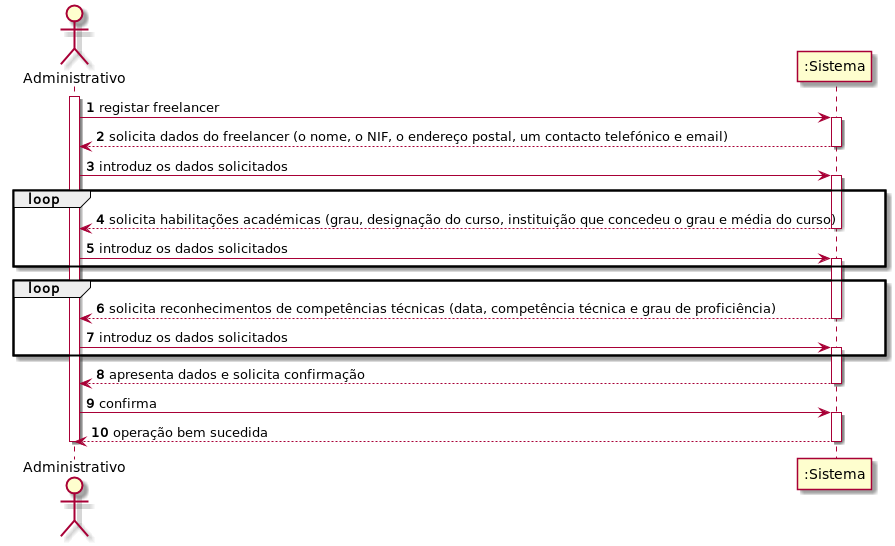 Administrativo
:Sistema
1 registar freelancer
2 solicita dados do freelancer (o nome, o NIF, o endereço postal, um contacto telefónico e email)
3 introduz os dados solicitados
loop
4 solicita habilitações académicas (grau, designação do curso, instituição que concedeu o grau e média do curso)
5 introduz os dados solicitados
loop
6 solicita reconhecimentos de competências técnicas (data, competência técnica e grau de proficiência)
7 introduz os dados solicitados
8 apresenta dados e solicita confirmação
9 confirma
10 operação bem sucedida
Administrativo
:Sistema